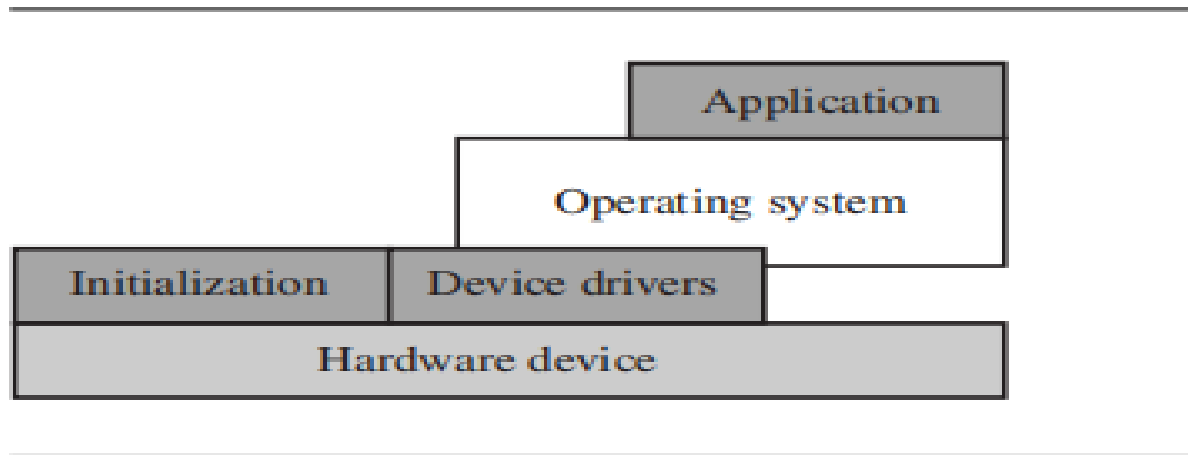 Application
Operating system
Initialization
Device drivers
Hardware device